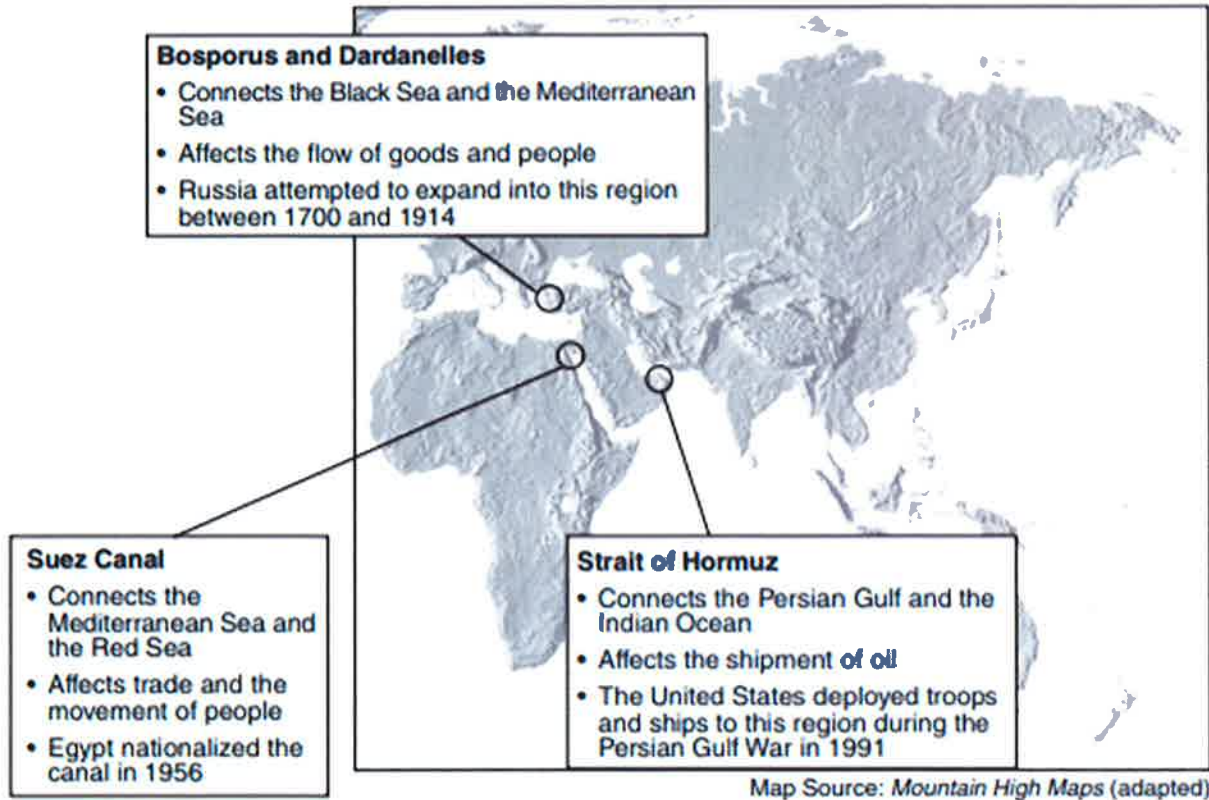 Bosporus and Dardanelles
• Connects the Black Sea and the Mediterranean
Sea
• Affects the flow of goods and people
• Russia attempted to expand into this region
between 1700 and 1914
Suez Canal
• Connects the
Mediterranean Sea and
the Red Sea
• Affects trade and the
movement of people
• Egypt nationalized the
canal in 1956
Strait of Hormuz
• Connects the Persian Gulf and the
Indian Ocean
• Affects the shipment of oil
• The United States deployed troops
and ships to this region during the
Persian Gulf War in 1991
Map Source: Mountain High Maps (adapted)